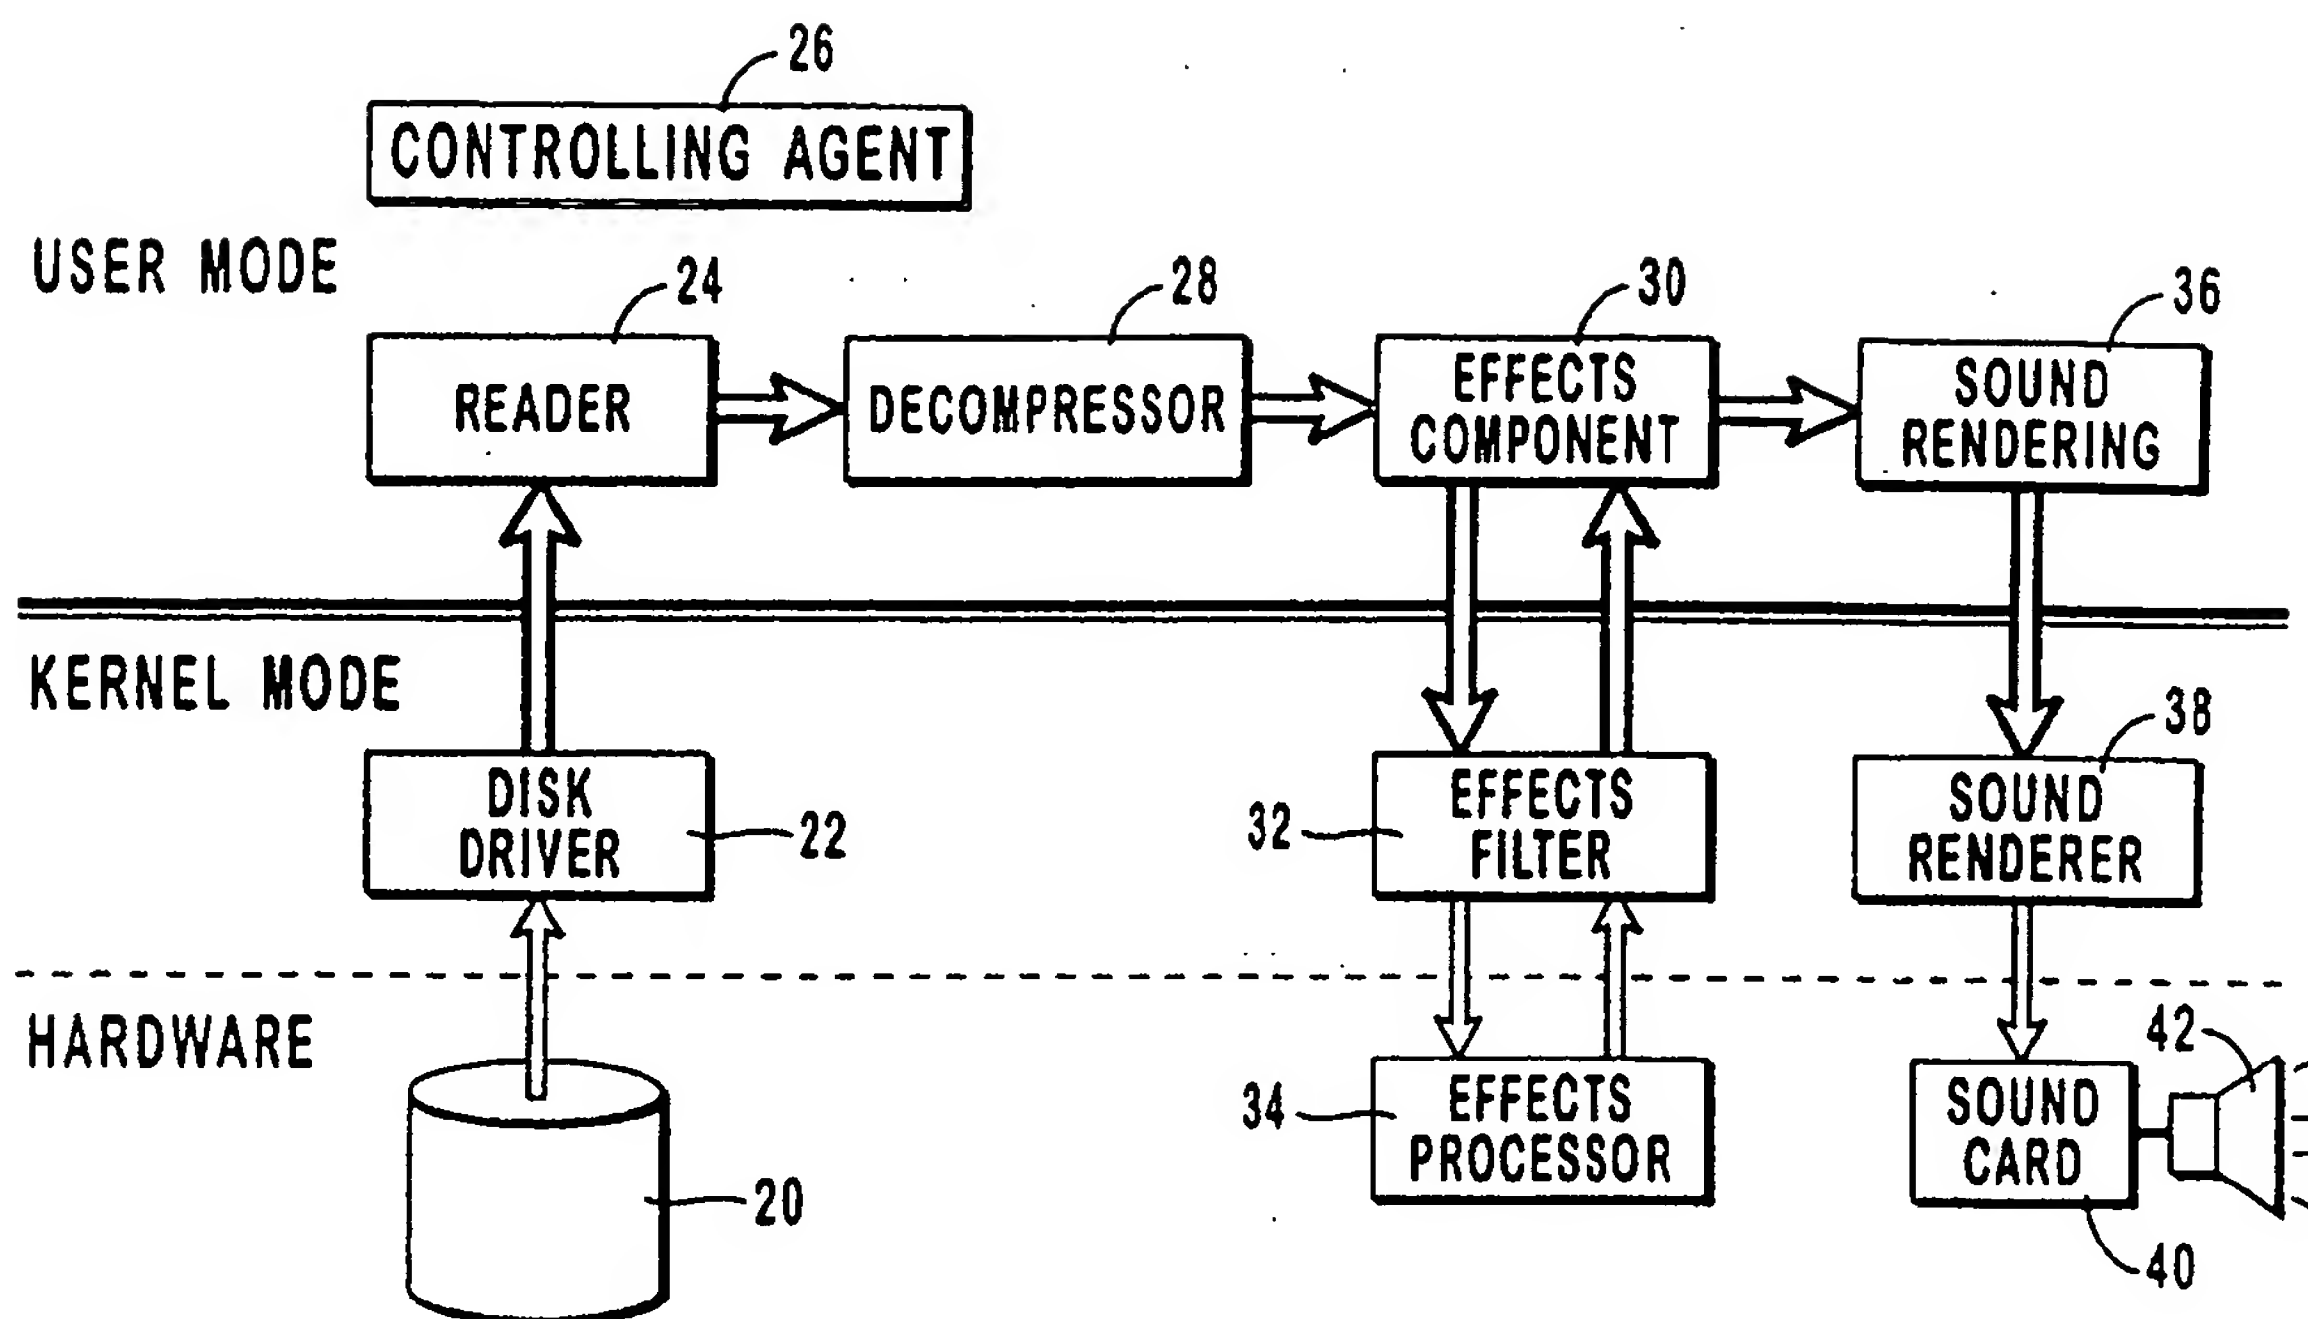 26
CONTROLLING AGENT
USER MODE
24
28
30
36
READER
DECOMPRESSOR
EFFECTS
COMPONENT
SOUND
RENDERING
KERNEL MODE
38
DISK
DRIVER
22
32
EFFECTS
FILTER
SOUND
RENDERER
HARDWARE
42
34
EFFECTS
PROCESSOR
SOUND
CARD
20
40